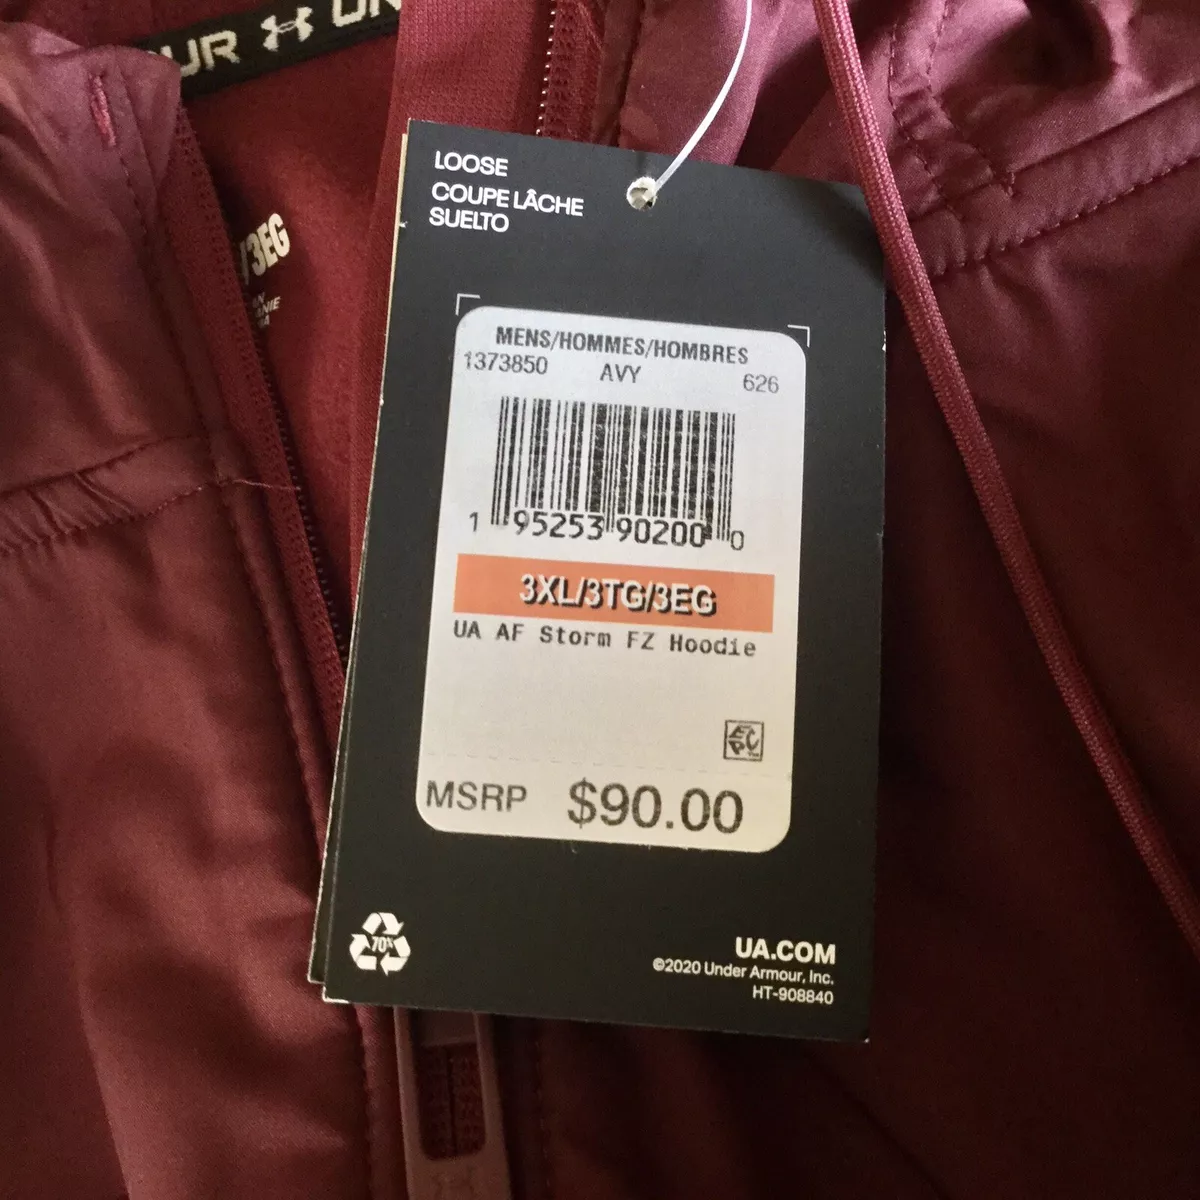 UR UN
/3EG
LOOSE
COUPE LÂCHE
SUELTO
MENS/HOMMES/HOMBRES
1373850 AVY 626
1 95253 90200 0
3XL/3TG/3EG
UA AF Storm FZ Hoodie
EPC
MSRP $90.00
70%
UA.COM
©2020 Under Armour, Inc.
HT-908840